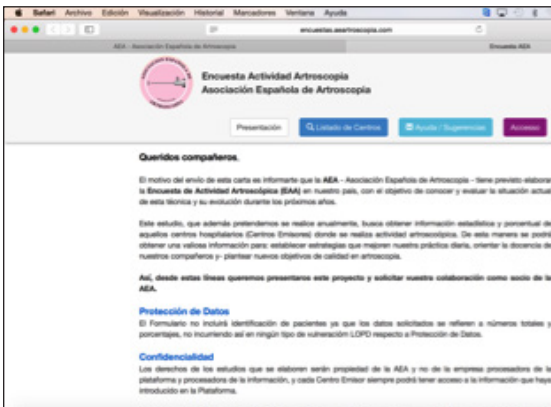 Safari Archivo Edición Visualización Historial Marcadores Ventana Ayuda
encuestas.aeartroscopia.com
AEA - Asociación Española de Artroscopia Encuesta AEA
Encuesta Actividad Artroscopia
Asociación Española de Artroscopia
Presentación Listado de Centros Ayuda / Sugerencias Acceso
Queridos compañeros,
El motivo del envío de esta carta es informarte que la AEA - Asociación Española de Artroscopia - tiene previsto elaborar
la Encuesta de Actividad Artroscópica (EAA) en nuestro país, con el objetivo de conocer y evaluar la situación actual
de esta técnica y su evolución durante los próximos años.
Este estudio, que además pretendemos se realice anualmente, busca obtener información estadística y porcentual de
aquellos centros hospitalarios (Centros Emisores) donde se realiza actividad artroscópica. De esta manera se podrá
obtener una valiosa información para: establecer estrategias que mejoren nuestra práctica diaria, orientar la docencia de
nuestros compañeros y- plantear nuevos objetivos de calidad en artroscopia.
Así, desde estas líneas queremos presentaros este proyecto y solicitar vuestra colaboración como socio de la
AEA.
Protección de Datos
El Formulario no incluirá identificación de pacientes ya que los datos solicitados se refieren a números totales y
porcentajes, no incurriendo así en ningún tipo de vulneración LOPD respecto a Protección de Datos.
Confidencialidad
Los derechos de los estudios que se elaboren serán propiedad de la AEA y no de la empresa procesadora de la
plataforma y procesadora de la información, y cada Centro Emisor siempre podrá tener acceso a la información que haya
introducido en la Plataforma.